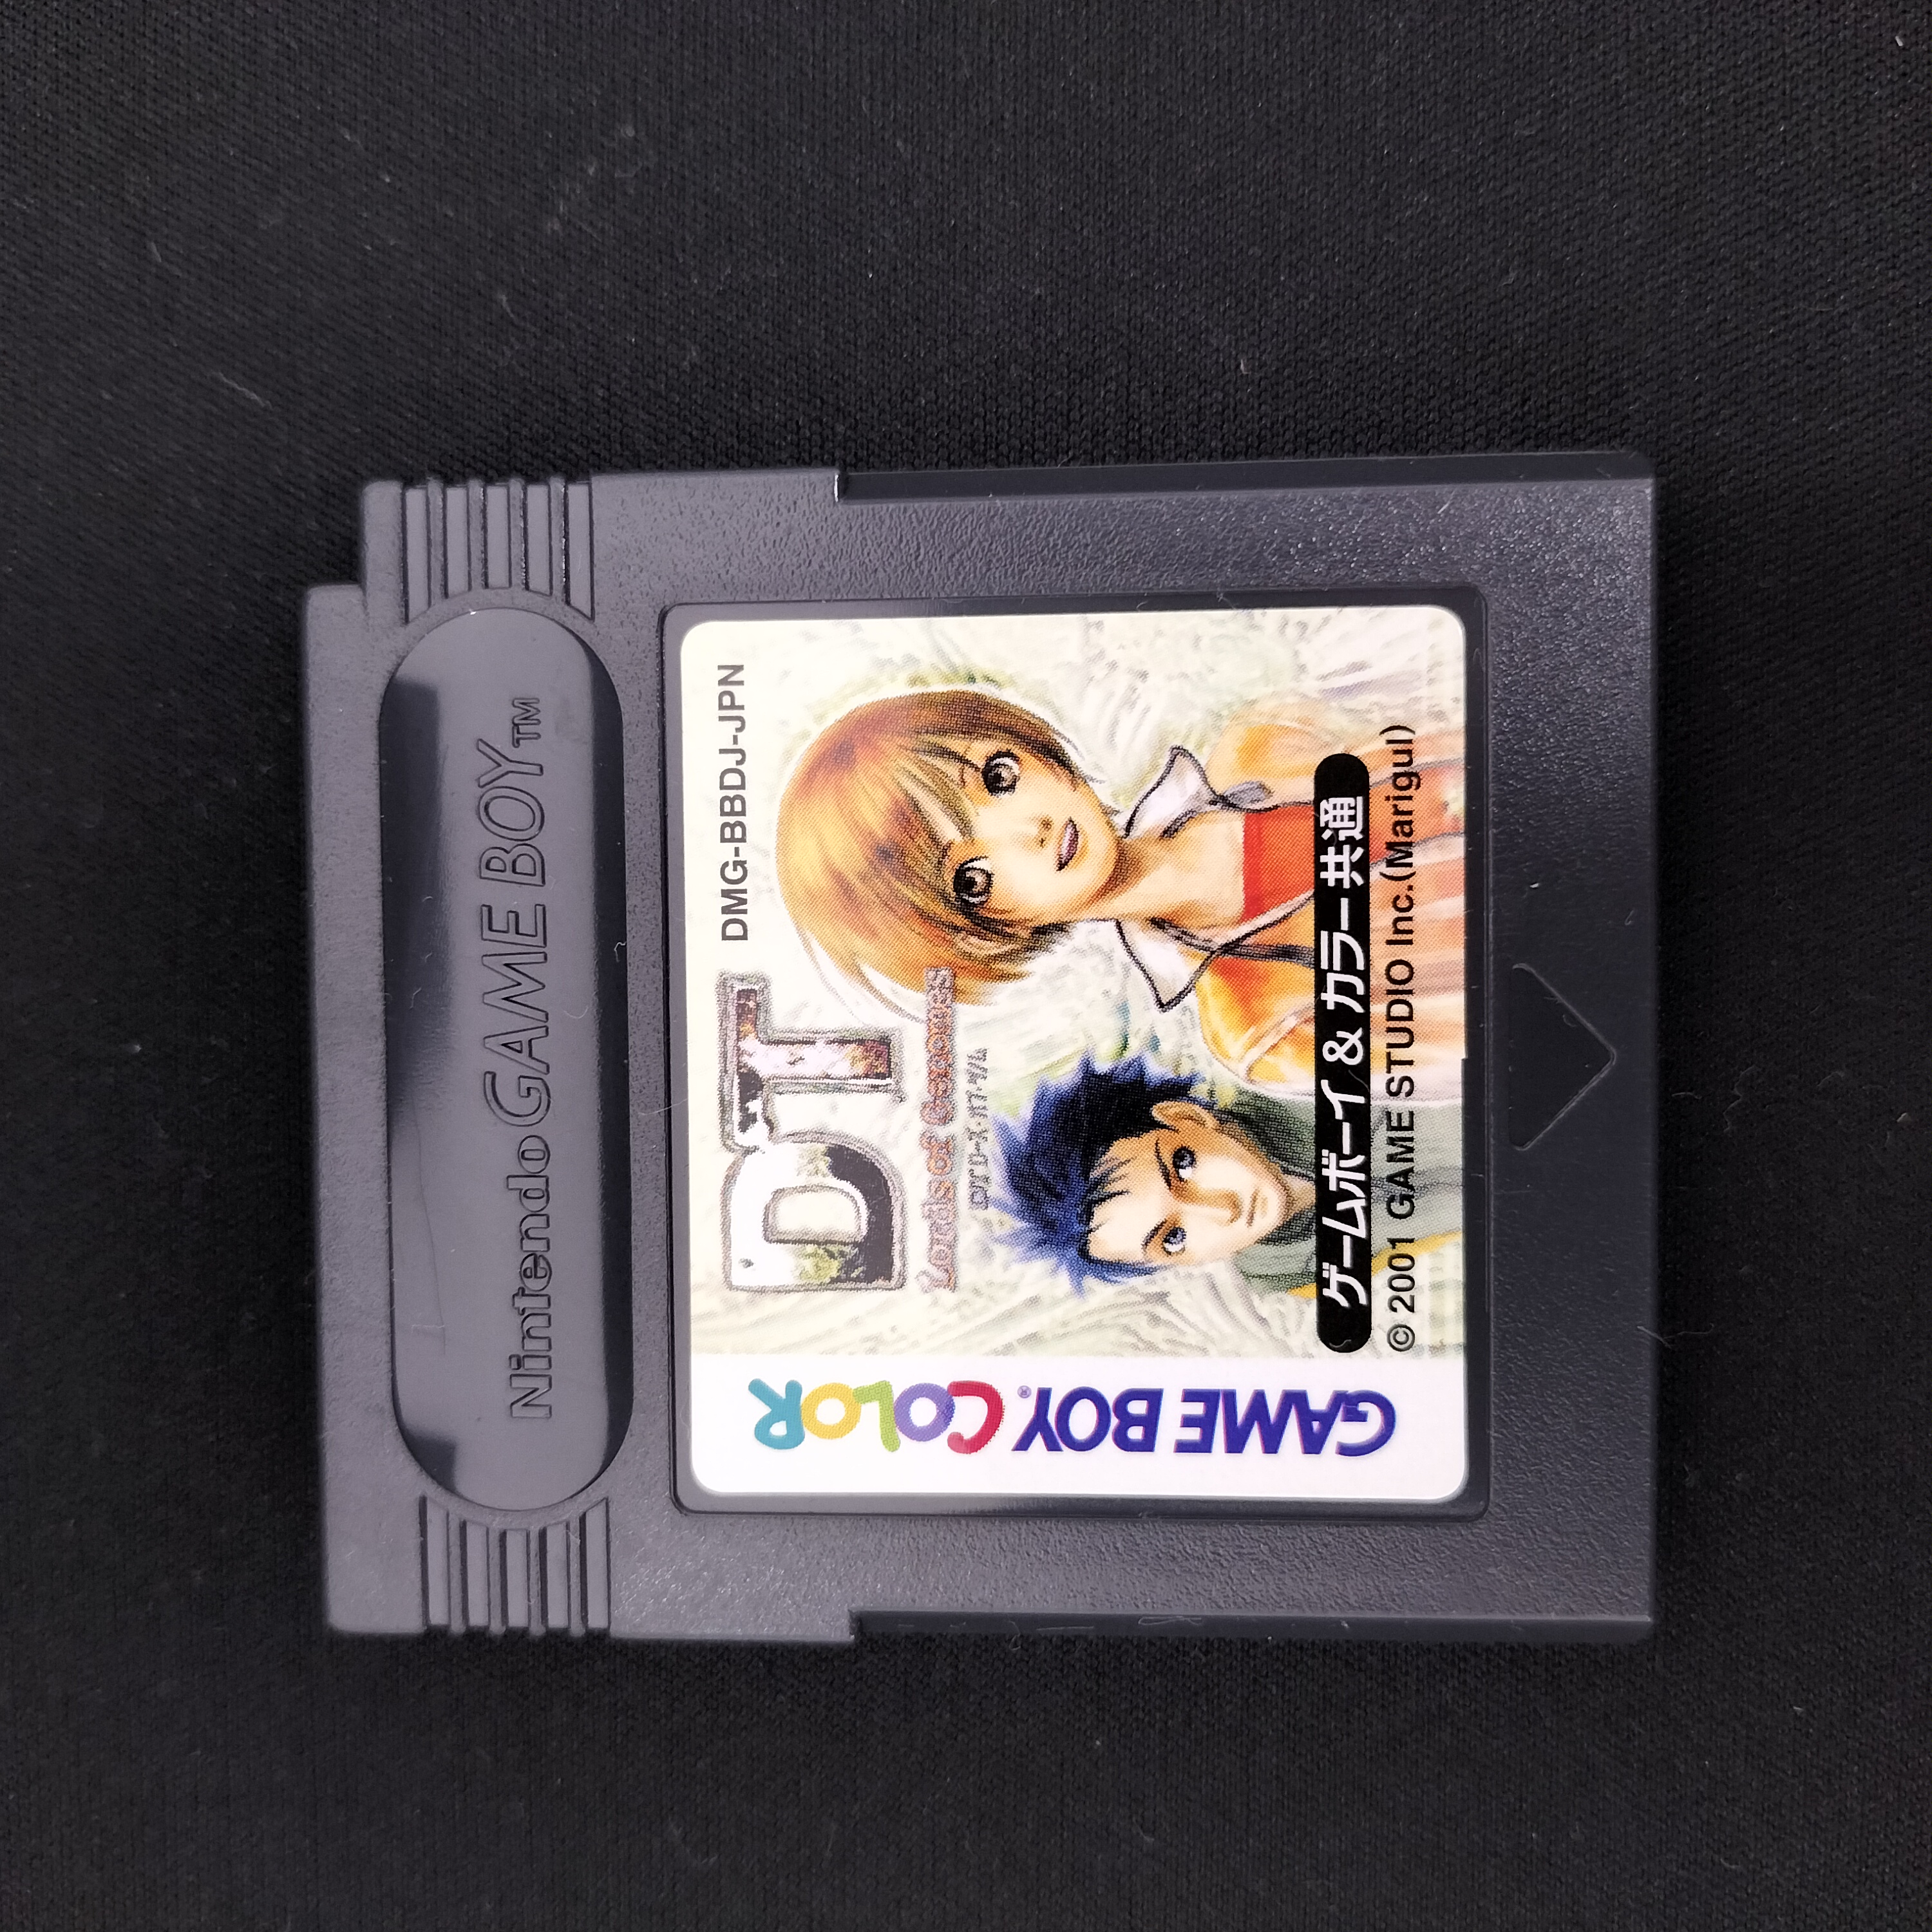 Nintendo GAME BOY™
DMG-BBDJ-JPN
DT
Lords of Genomes
GAME BOY COLOR
ゲームボーイ & カラー共通
© 2001 GAME STUDIO Inc.(Marigul)